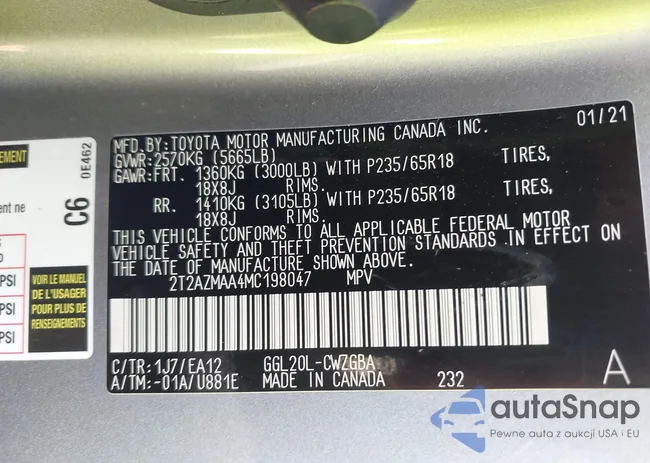 MFD.BY:TOYOTA MOTOR MANUFACTURING CANADA INC. 01/21
GVWR:2570KG (5665LB)
GAWR:FRT. 1360KG (3000LB) WITH P235/65R18 TIRES,
18X8J RIMS.
RR. 1410KG (3105LB) WITH P235/65R18 TIRES,
18X8J RIMS.
THIS VEHICLE CONFORMS TO ALL APPLICABLE FEDERAL MOTOR
VEHICLE SAFETY AND THEFT PREVENTION STANDARDS IN EFFECT ON
THE DATE OF MANUFACTURE SHOWN ABOVE.
2T2AZMAA4MC198047 MPV
C/TR:1J7/EA12 GGL20L-CWZGBA
A/TM:-01A/U881E MADE IN CANADA 232 A
EMENT
C6 0E462
ent ne
PSI
PSI
PSI
VOIR LE MANUEL
DE L'USAGER
POUR PLUS DE
RENSEIGNEMENTS
autaSnap
Pewne auta z aukcji USA i EU